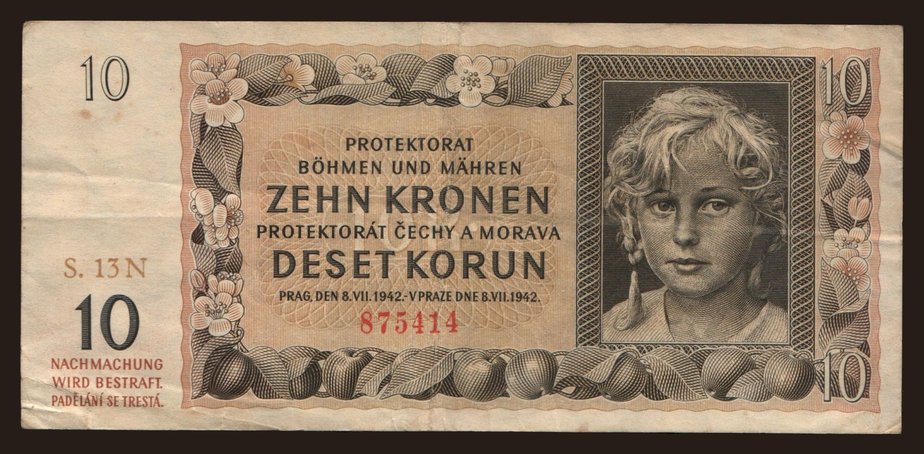 10
10
PROTEKTORAT
BÖHMEN UND MÄHREN
ZEHN KRONEN
PROTEKTORÁT ČECHY A MORAVA
DESET KORUN
PRAG, DEN 8. VII. 1942.-V PRAZE DNE 8. VII. 1942.
875414
S. 13 N
10
NACHMACHUNG
WIRD BESTRAFT.
PADĚLÁNÍ SE TRESTÁ.
10